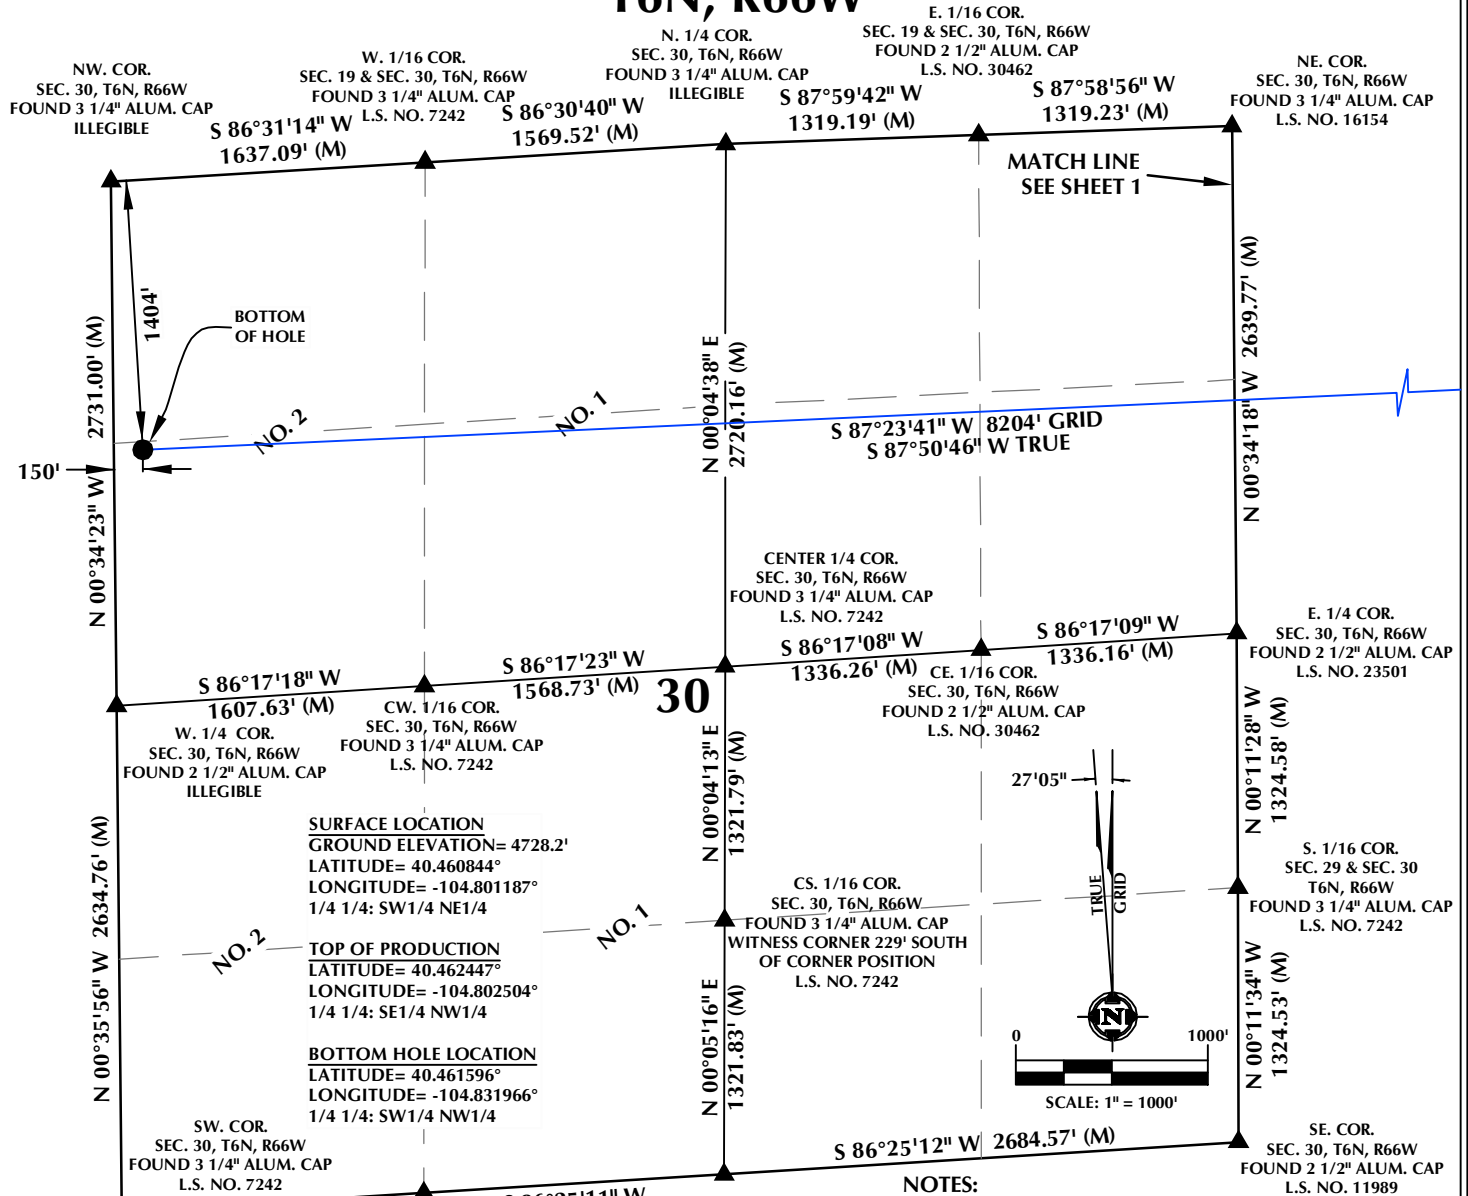 T6N, R66W
NW. COR.
SEC. 30, T6N, R66W
FOUND 3 1/4" ALUM. CAP
ILLEGIBLE
W. 1/16 COR.
SEC. 19 & SEC. 30, T6N, R66W
FOUND 3 1/4" ALUM. CAP
L.S. NO. 7242
N. 1/4 COR.
SEC. 30, T6N, R66W
FOUND 3 1/4" ALUM. CAP
ILLEGIBLE
E. 1/16 COR.
SEC. 19 & SEC. 30, T6N, R66W
FOUND 2 1/2" ALUM. CAP
L.S. NO. 30462
NE. COR.
SEC. 30, T6N, R66W
FOUND 3 1/4" ALUM. CAP
L.S. NO. 16154
S 86°31'14" W
1637.09' (M)
S 86°30'40" W
1569.52' (M)
S 87°59'42" W
1319.19' (M)
S 87°58'56" W
1319.23' (M)
MATCH LINE
SEE SHEET 1
1404'
BOTTOM
OF HOLE
N 00°34'23" W 2731.00' (M)
N 00°04'38" E
2720.16' (M)
N 00°34'18" W 2639.77' (M)
NO. 2
NO. 1
S 87°23'41" W 8204' GRID
S 87°50'46" W TRUE
150'
CENTER 1/4 COR.
SEC. 30, T6N, R66W
FOUND 3 1/4" ALUM. CAP
L.S. NO. 7242
E. 1/4 COR.
SEC. 30, T6N, R66W
FOUND 2 1/2" ALUM. CAP
L.S. NO. 23501
S 86°17'18" W
1607.63' (M)
S 86°17'23" W
1568.73' (M)
S 86°17'08" W
1336.26' (M)
S 86°17'09" W
1336.16' (M)
30
W. 1/4 COR.
SEC. 30, T6N, R66W
FOUND 2 1/2" ALUM. CAP
ILLEGIBLE
CW. 1/16 COR.
SEC. 30, T6N, R66W
FOUND 3 1/4" ALUM. CAP
L.S. NO. 7242
CE. 1/16 COR.
SEC. 30, T6N, R66W
FOUND 2 1/2" ALUM. CAP
L.S. NO. 30462
N 00°04'13" E
1321.79' (M)
N 00°11'28" W
1324.58' (M)
27'05"
TRUE
GRID
N
N 00°35'56" W 2634.76' (M)
SURFACE LOCATION
GROUND ELEVATION= 4728.2'
LATITUDE= 40.460844°
LONGITUDE= -104.801187°
1/4 1/4: SW1/4 NE1/4
TOP OF PRODUCTION
LATITUDE= 40.462447°
LONGITUDE= -104.802504°
1/4 1/4: SE1/4 NW1/4
BOTTOM HOLE LOCATION
LATITUDE= 40.461596°
LONGITUDE= -104.831966°
1/4 1/4: SW1/4 NW1/4
NO. 2
NO. 1
CS. 1/16 COR.
SEC. 30, T6N, R66W
FOUND 3 1/4" ALUM. CAP
WITNESS CORNER 229' SOUTH
OF CORNER POSITION
L.S. NO. 7242
S. 1/16 COR.
SEC. 29 & SEC. 30
T6N, R66W
FOUND 3 1/4" ALUM. CAP
L.S. NO. 7242
N 00°05'16" E
1321.83' (M)
N 00°11'34" W
1324.53' (M)
0 1000'
SCALE: 1" = 1000'
SW. COR.
SEC. 30, T6N, R66W
FOUND 3 1/4" ALUM. CAP
L.S. NO. 7242
S 86°25'12" W 2684.57' (M)
SE. COR.
SEC. 30, T6N, R66W
FOUND 2 1/2" ALUM. CAP
L.S. NO. 11989
NOTES: